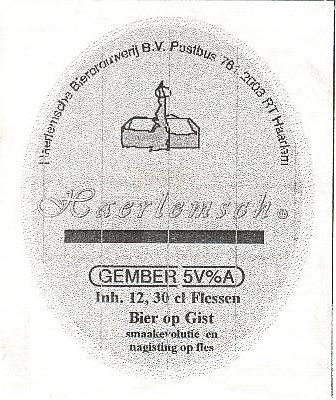 Haerlemsche Bierbrouwerij B.V. Postbus 781, 2003 RT Haarlem
Haerlemsch®
GEMBER 5V%A
Inh. 12, 30 cl Flessen
Bier op Gist
smaakevolutie en
nagisting op fles